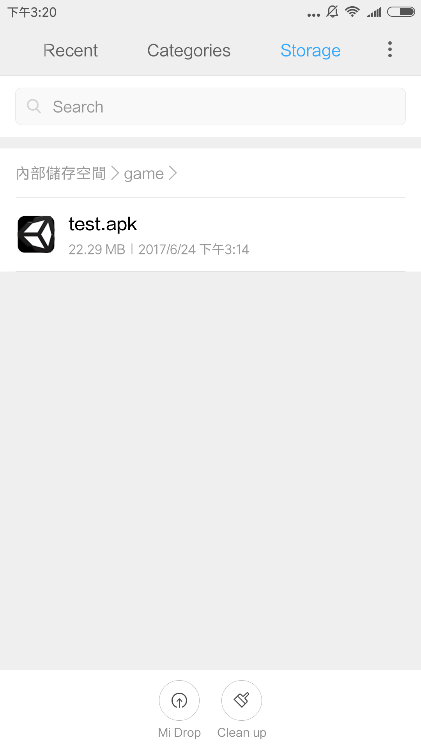 下午3:20
Recent Categories Storage
Search
內部儲存空間 game
test.apk
22.29 MB | 2017/6/24 下午3:14
Mi Drop Clean up